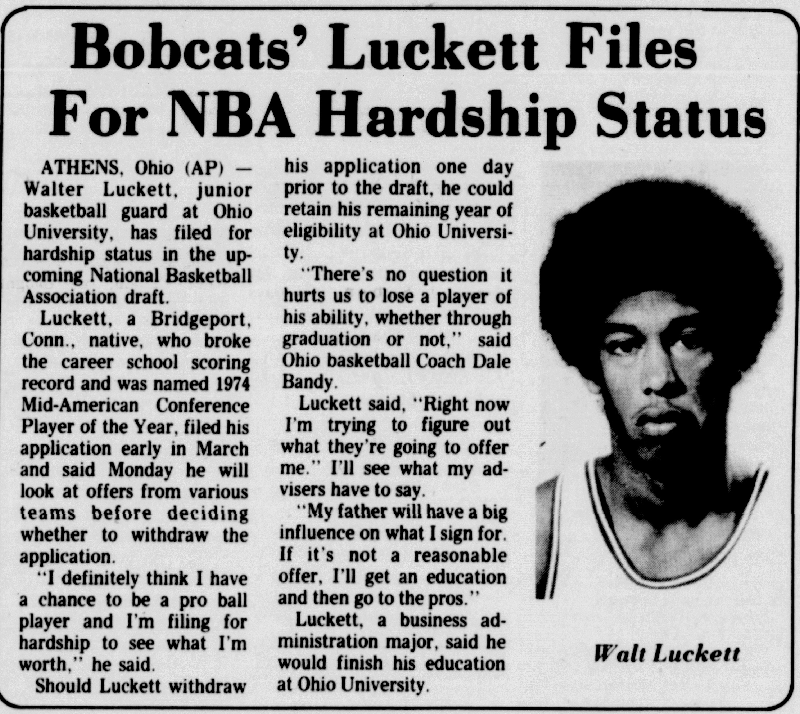 Bobcats' Luckett Files
For NBA Hardship Status
ATHENS, Ohio (AP) —
Walter Luckett, junior
basketball guard at Ohio
University, has filed for
hardship status in the up-
coming National Basketball
Association draft.
Luckett, a Bridgeport,
Conn., native, who broke
the career school scoring
record and was named 1974
Mid-American Conference
Player of the Year, filed his
application early in March
and said Monday he will
look at offers from various
teams before deciding
whether to withdraw the
application.
"I definitely think I have
a chance to be a pro ball
player and I'm filing for
hardship to see what I'm
worth," he said.
Should Luckett withdraw
his application one day
prior to the draft, he could
retain his remaining year of
eligibility at Ohio Universi-
ty.
"There's no question it
hurts us to lose a player of
his ability, whether through
graduation or not," said
Ohio basketball Coach Dale
Bandy.
Luckett said, "Right now
I'm trying to figure out
what they're going to offer
me." I'll see what my ad-
visers have to say.
"My father will have a big
influence on what I sign for.
If it's not a reasonable
offer, I'll get an education
and then go to the pros."
Luckett, a business ad-
ministration major, said he
would finish his education
at Ohio University.
Walt Luckett